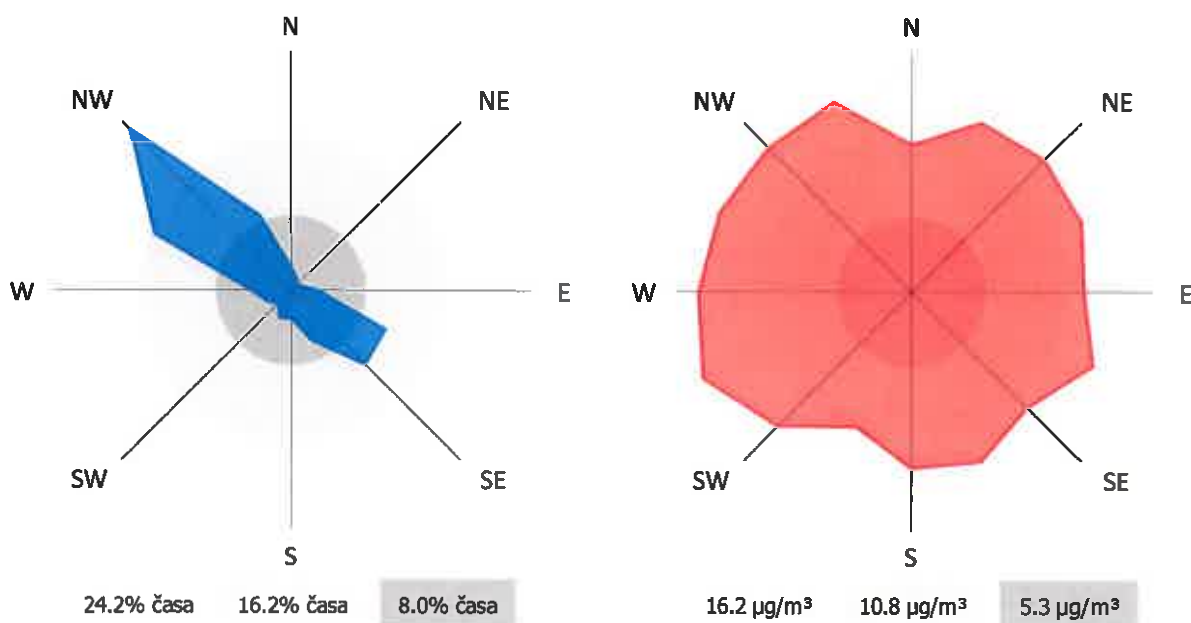 N
NW
NE
W
E
SW
SE
S
24.2% časa 16.2% časa 8.0% časa
N
NW
NE
W
E
SW
SE
S
16.2 µg/m³ 10.8 µg/m³ 5.3 µg/m³